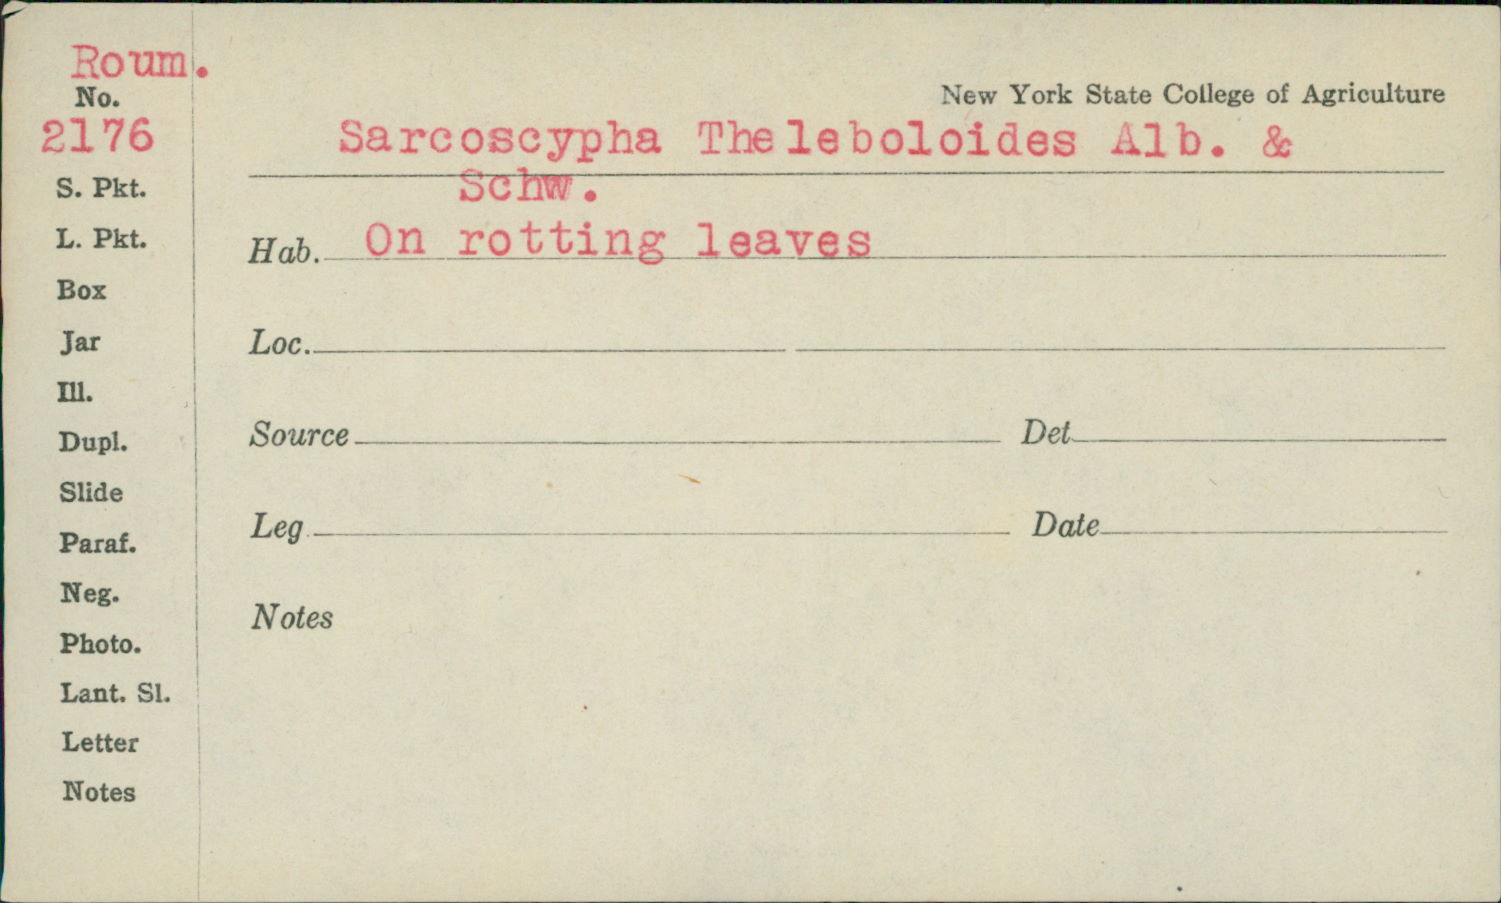 Roum.
No.
2176
S. Pkt.
L. Pkt.
Box
Jar
Ill.
Dupl.
Slide
Paraf.
Neg.
Photo.
Lant. Sl.
Letter
Notes
New York State College of Agriculture
Sarcoscypha Theleboloides Alb. &
Schw.
Hab. On rotting leaves
Loc.
Source Det
Leg Date
Notes